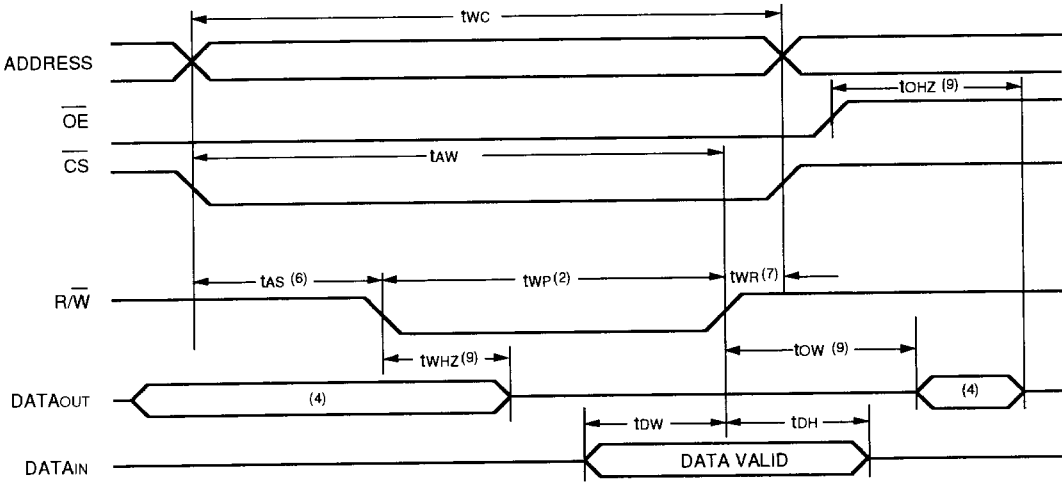 tWC
ADDRESS
tOHZ (9)
OE
tAW
CS
tAS (6)
tWP (2)
tWR (7)
R/W
tWHZ (9)
tOW (9)
DATAOUT
(4)
(4)
tDW
tDH
DATAIN
DATA VALID